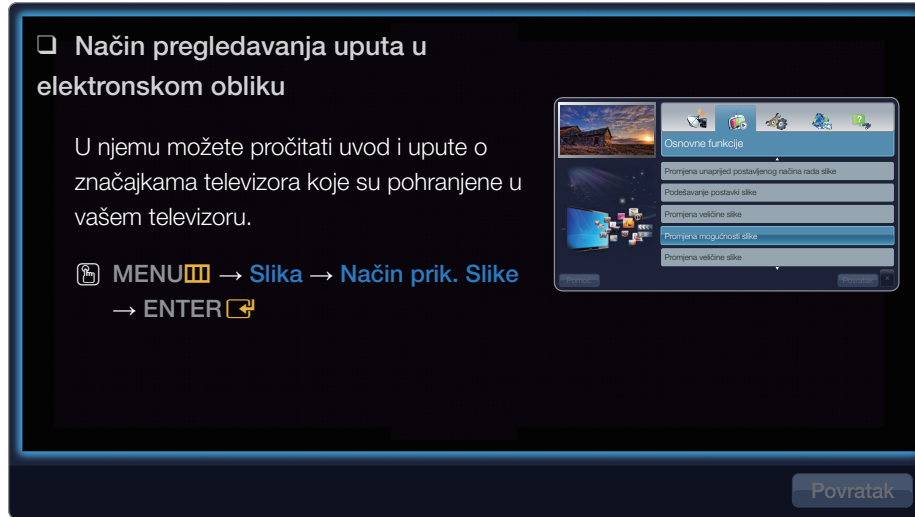 ❑ Način pregledavanja uputa u
elektronskom obliku
U njemu možete pročitati uvod i upute o
značajkama televizora koje su pohranjene u
vašem televizoru.
MENU → Slika → Način prik. Slike
→ ENTER
Osnovne funkcije
Promjena unaprijed postavljenog načina rada slike
Podešavanje postavki slike
Promjena veličine slike
Promjena mogućnosti slike
Promjena veličine slike
Pomoć
Povratak
Povratak